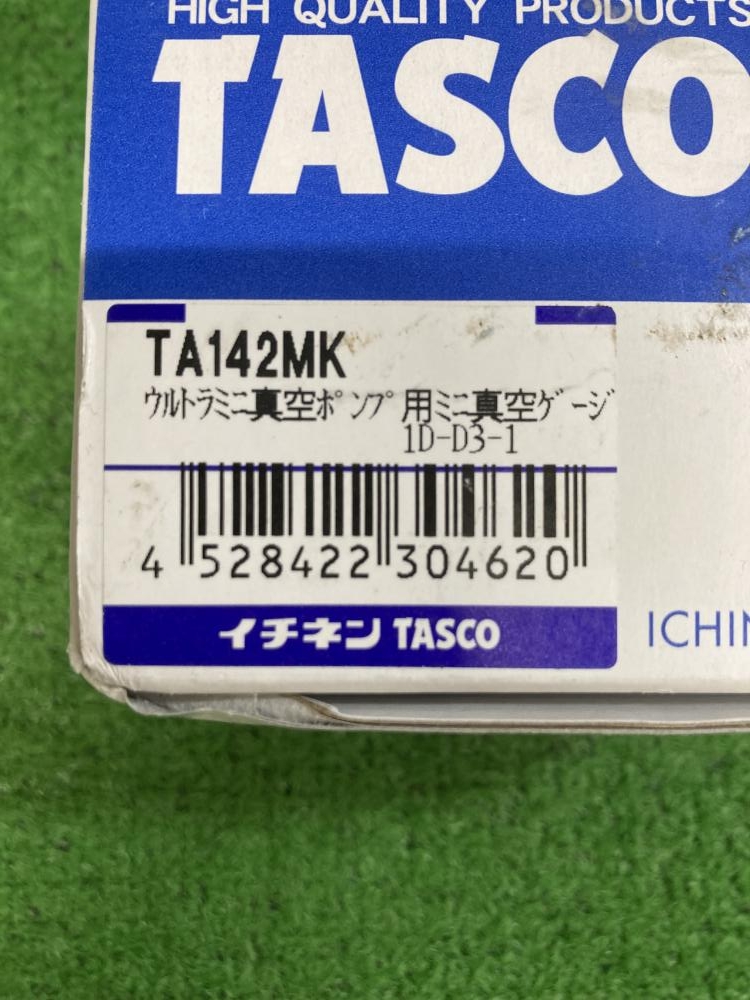 HIGH QUALITY PRODUCTS
TASCO
TA142MK
ｳﾙﾄﾗﾐﾆ真空ﾎﾟﾝﾌﾟ用ﾐﾆ真空ｹﾞｰｼﾞ
1D-D3-1
4 528422 304620
イチネン TASCO
ICHIN